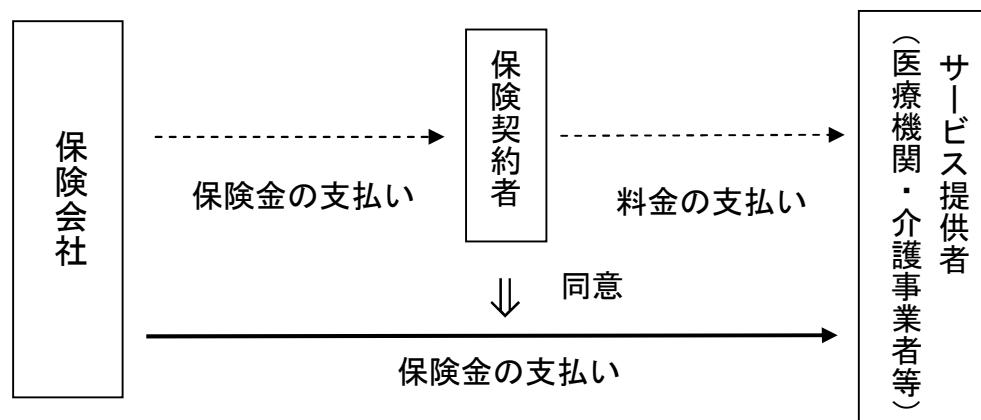 保険会社
保険金の支払い
保険契約者
料金の支払い
サービス提供者
（医療機関・介護事業者等）
⇓
同意
保険金の支払い